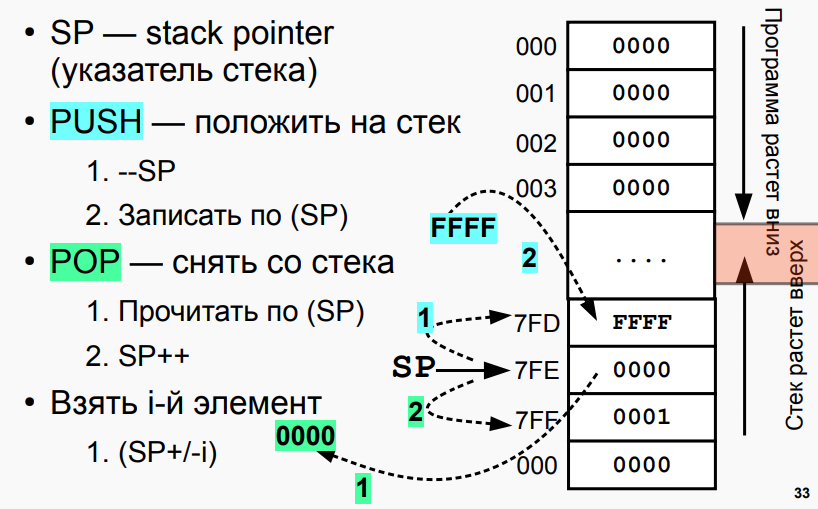 • SP — stack pointer
(указатель стека)
• PUSH — положить на стек
1. --SP
2. Записать по (SP)
• POP — снять со стека
1. Прочитать по (SP)
2. SP++
• Взять i-й элемент
1. (SP+/-i)
FFFF
2
1
SP
2
0000
1
000 0000
001 0000
002 0000
003 0000
....
7FD FFFF
7FE 0000
7FF 0001
000 0000
Программа растет вниз
Стек растет вверх
33